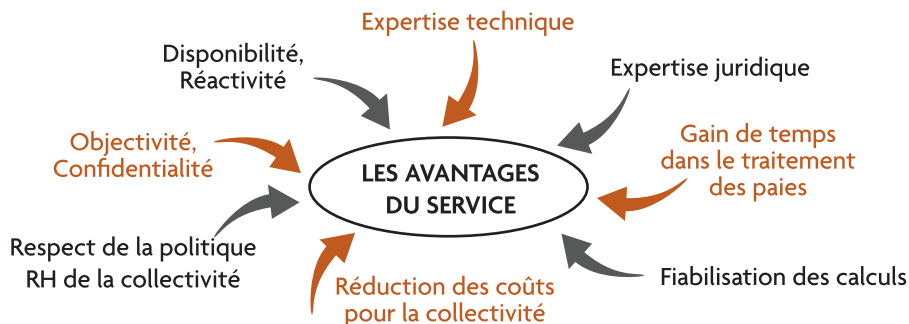 Expertise technique
Disponibilité,
Réactivité
Expertise juridique
Objectivité,
Confidentialité
Gain de temps
dans le traitement
des paies
LES AVANTAGES
DU SERVICE
Respect de la politique
RH de la collectivité
Réduction des coûts
pour la collectivité
Fiabilisation des calculs